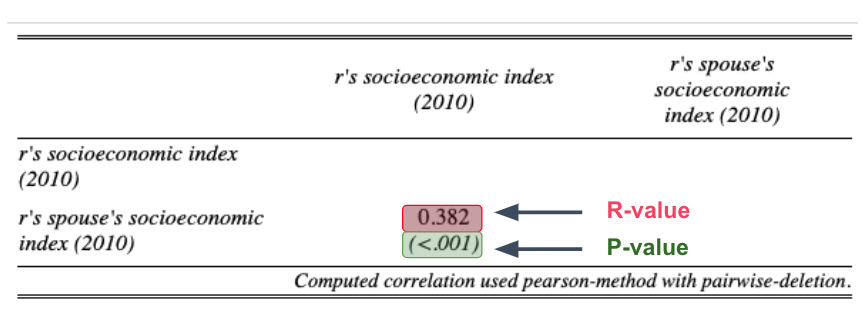 r's socioeconomic index
(2010)
r's spouse's
socioeconomic
index (2010)
r's socioeconomic index
(2010)
r's spouse's socioeconomic
index (2010)
0.382
(<.001)
R-value
P-value
Computed correlation used pearson-method with pairwise-deletion.